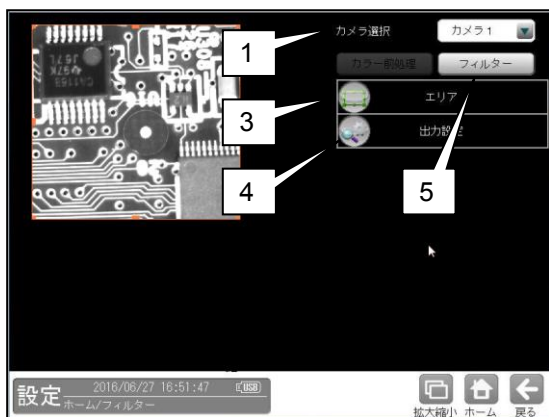 1
カメラ選択
カメラ1
カラー前処理
フィルター
3
エリア
出力設定
4
5
設定
2016/06/27 16:51:47
USB
ホーム/フィルター
拡大縮小
ホーム
戻る